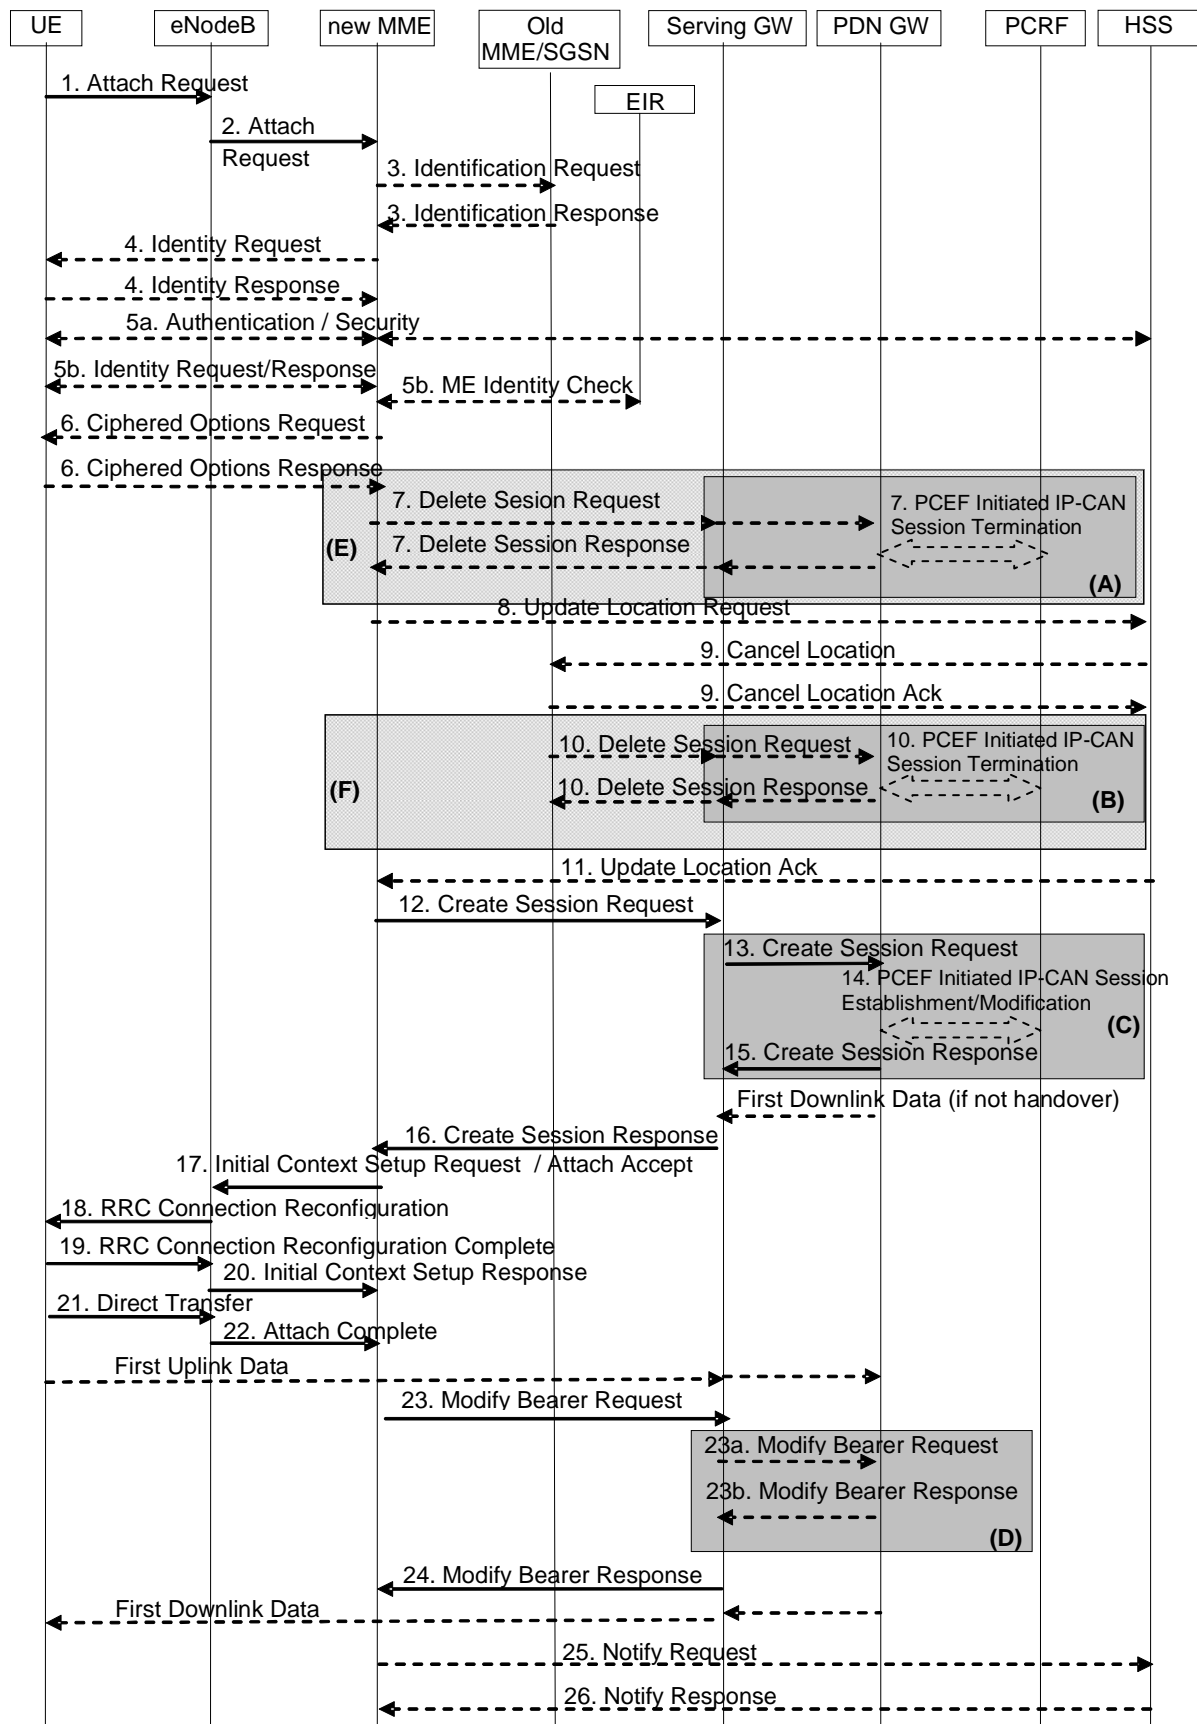 UE
eNodeB
new MME
Old
MME/SGSN
Serving GW
PDN GW
PCRF
HSS
EIR
1. Attach Request
2. Attach
Request
3. Identification Request
3. Identification Response
4. Identity Request
4. Identity Response
5a. Authentication / Security
5b. Identity Request/Response
5b. ME Identity Check
6. Ciphered Options Request
6. Ciphered Options Response
7. Delete Sesion Request
7. PCEF Initiated IP-CAN
Session Termination
(E)
7. Delete Session Response
(A)
8. Update Location Request
9. Cancel Location
9. Cancel Location Ack
10. Delete Session Request
10. PCEF Initiated IP-CAN
Session Termination
(F)
10. Delete Session Response
(B)
11. Update Location Ack
12. Create Session Request
13. Create Session Request
14. PCEF Initiated IP-CAN Session
Establishment/Modification
(C)
15. Create Session Response
First Downlink Data (if not handover)
16. Create Session Response
17. Initial Context Setup Request / Attach Accept
18. RRC Connection Reconfiguration
19. RRC Connection Reconfiguration Complete
20. Initial Context Setup Response
21. Direct Transfer
22. Attach Complete
First Uplink Data
23. Modify Bearer Request
23a. Modify Bearer Request
23b. Modify Bearer Response
(D)
24. Modify Bearer Response
First Downlink Data
25. Notify Request
26. Notify Response